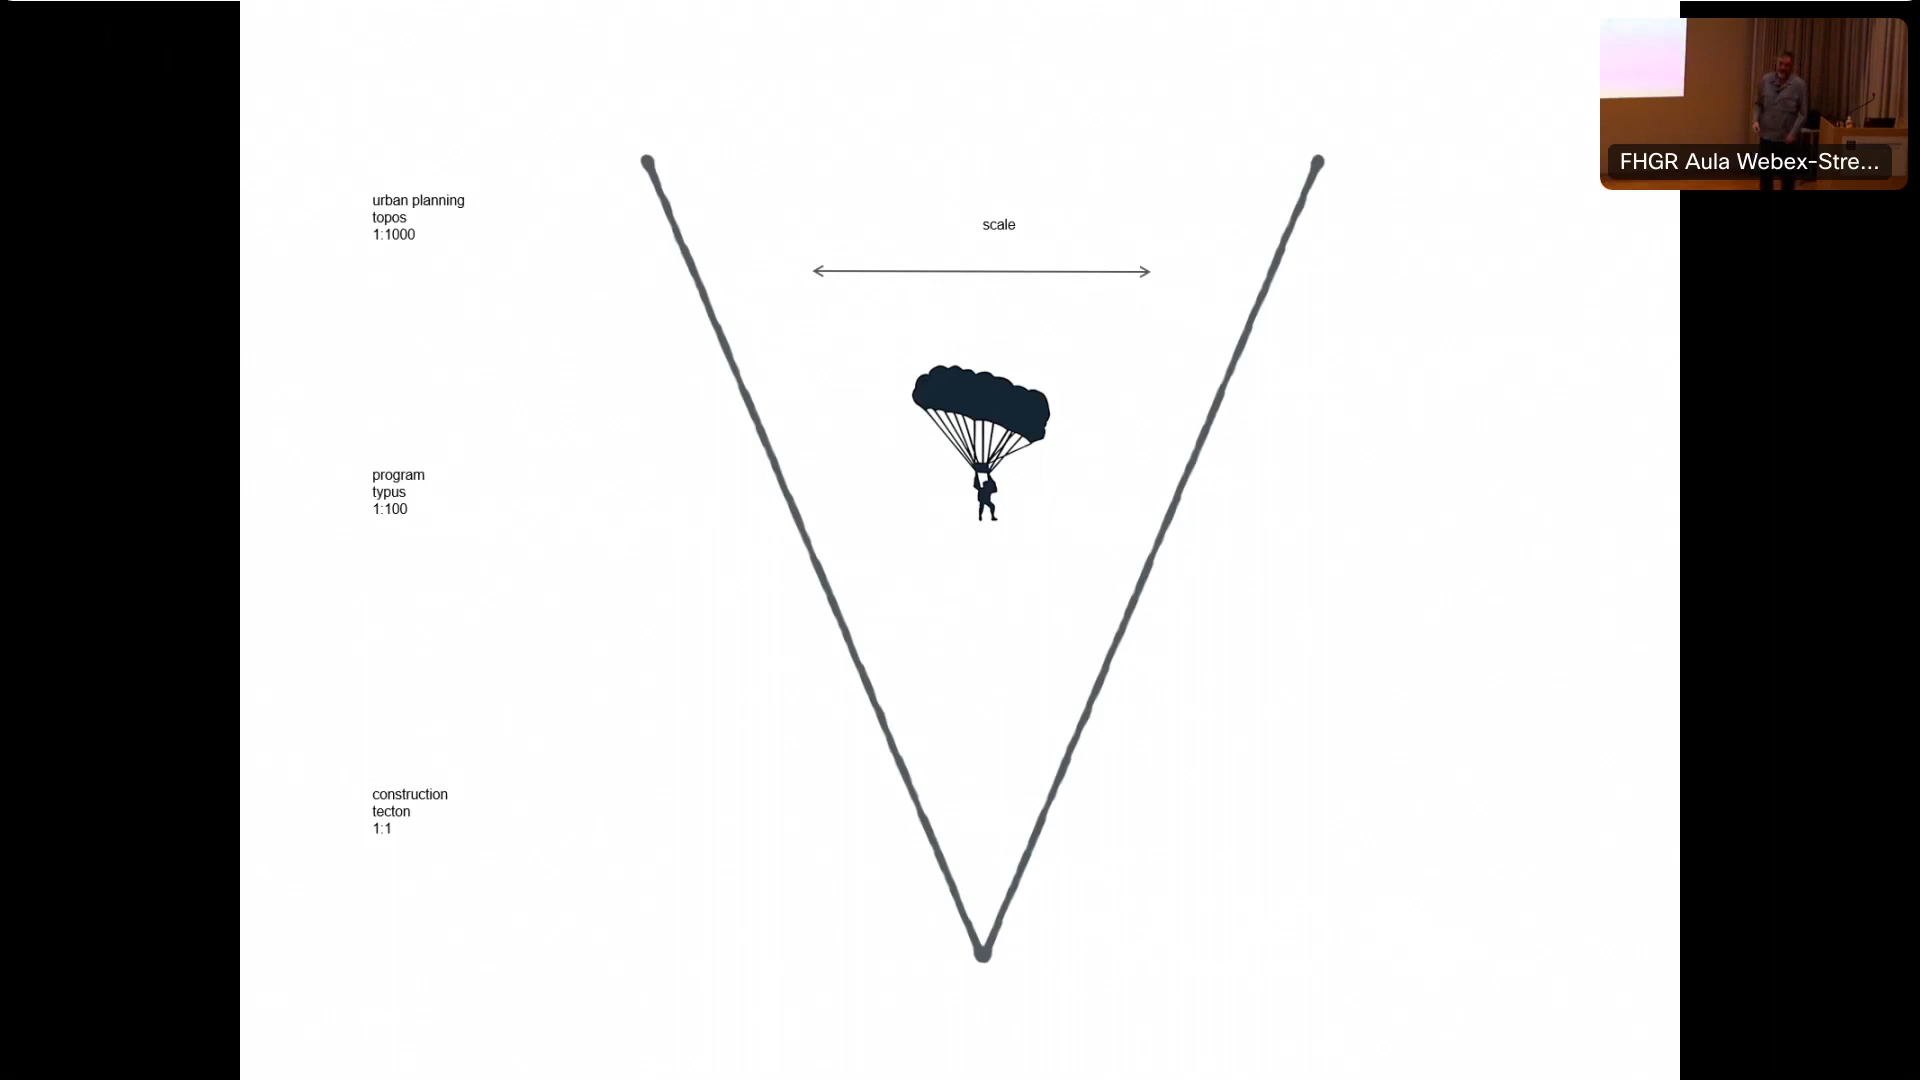 urban planning
topos
1:1000
scale
program
typus
1:100
construction
tecton
1:1
FHGR Aula Webex-Stre...